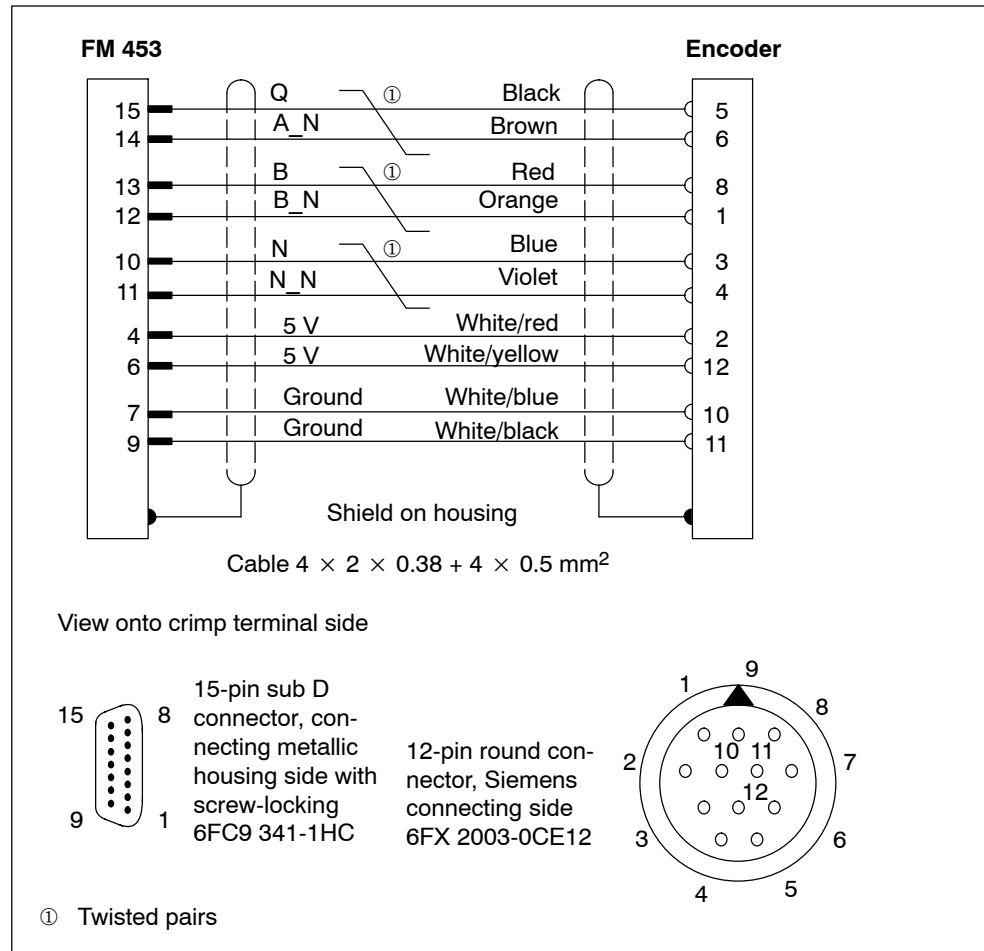 FM 453 Encoder
15 Q ① Black 5
14 A_N Brown 6
13 B ① Red 8
12 B_N Orange 1
10 N ① Blue 3
11 N_N Violet 4
4 5 V White/red 2
6 5 V White/yellow 12
7 Ground White/blue 10
9 Ground White/black 11
Shield on housing
Cable 4 × 2 × 0.38 + 4 × 0.5 mm²
View onto crimp terminal side
15 8
9 1
15-pin sub D
connector, con-
necting metallic
housing side with
screw-locking
6FC9 341-1HC
12-pin round con-
nector, Siemens
connecting side
6FX 2003-0CE12
9
1 8
10 11
2 7
12
3 6
4 5
① Twisted pairs